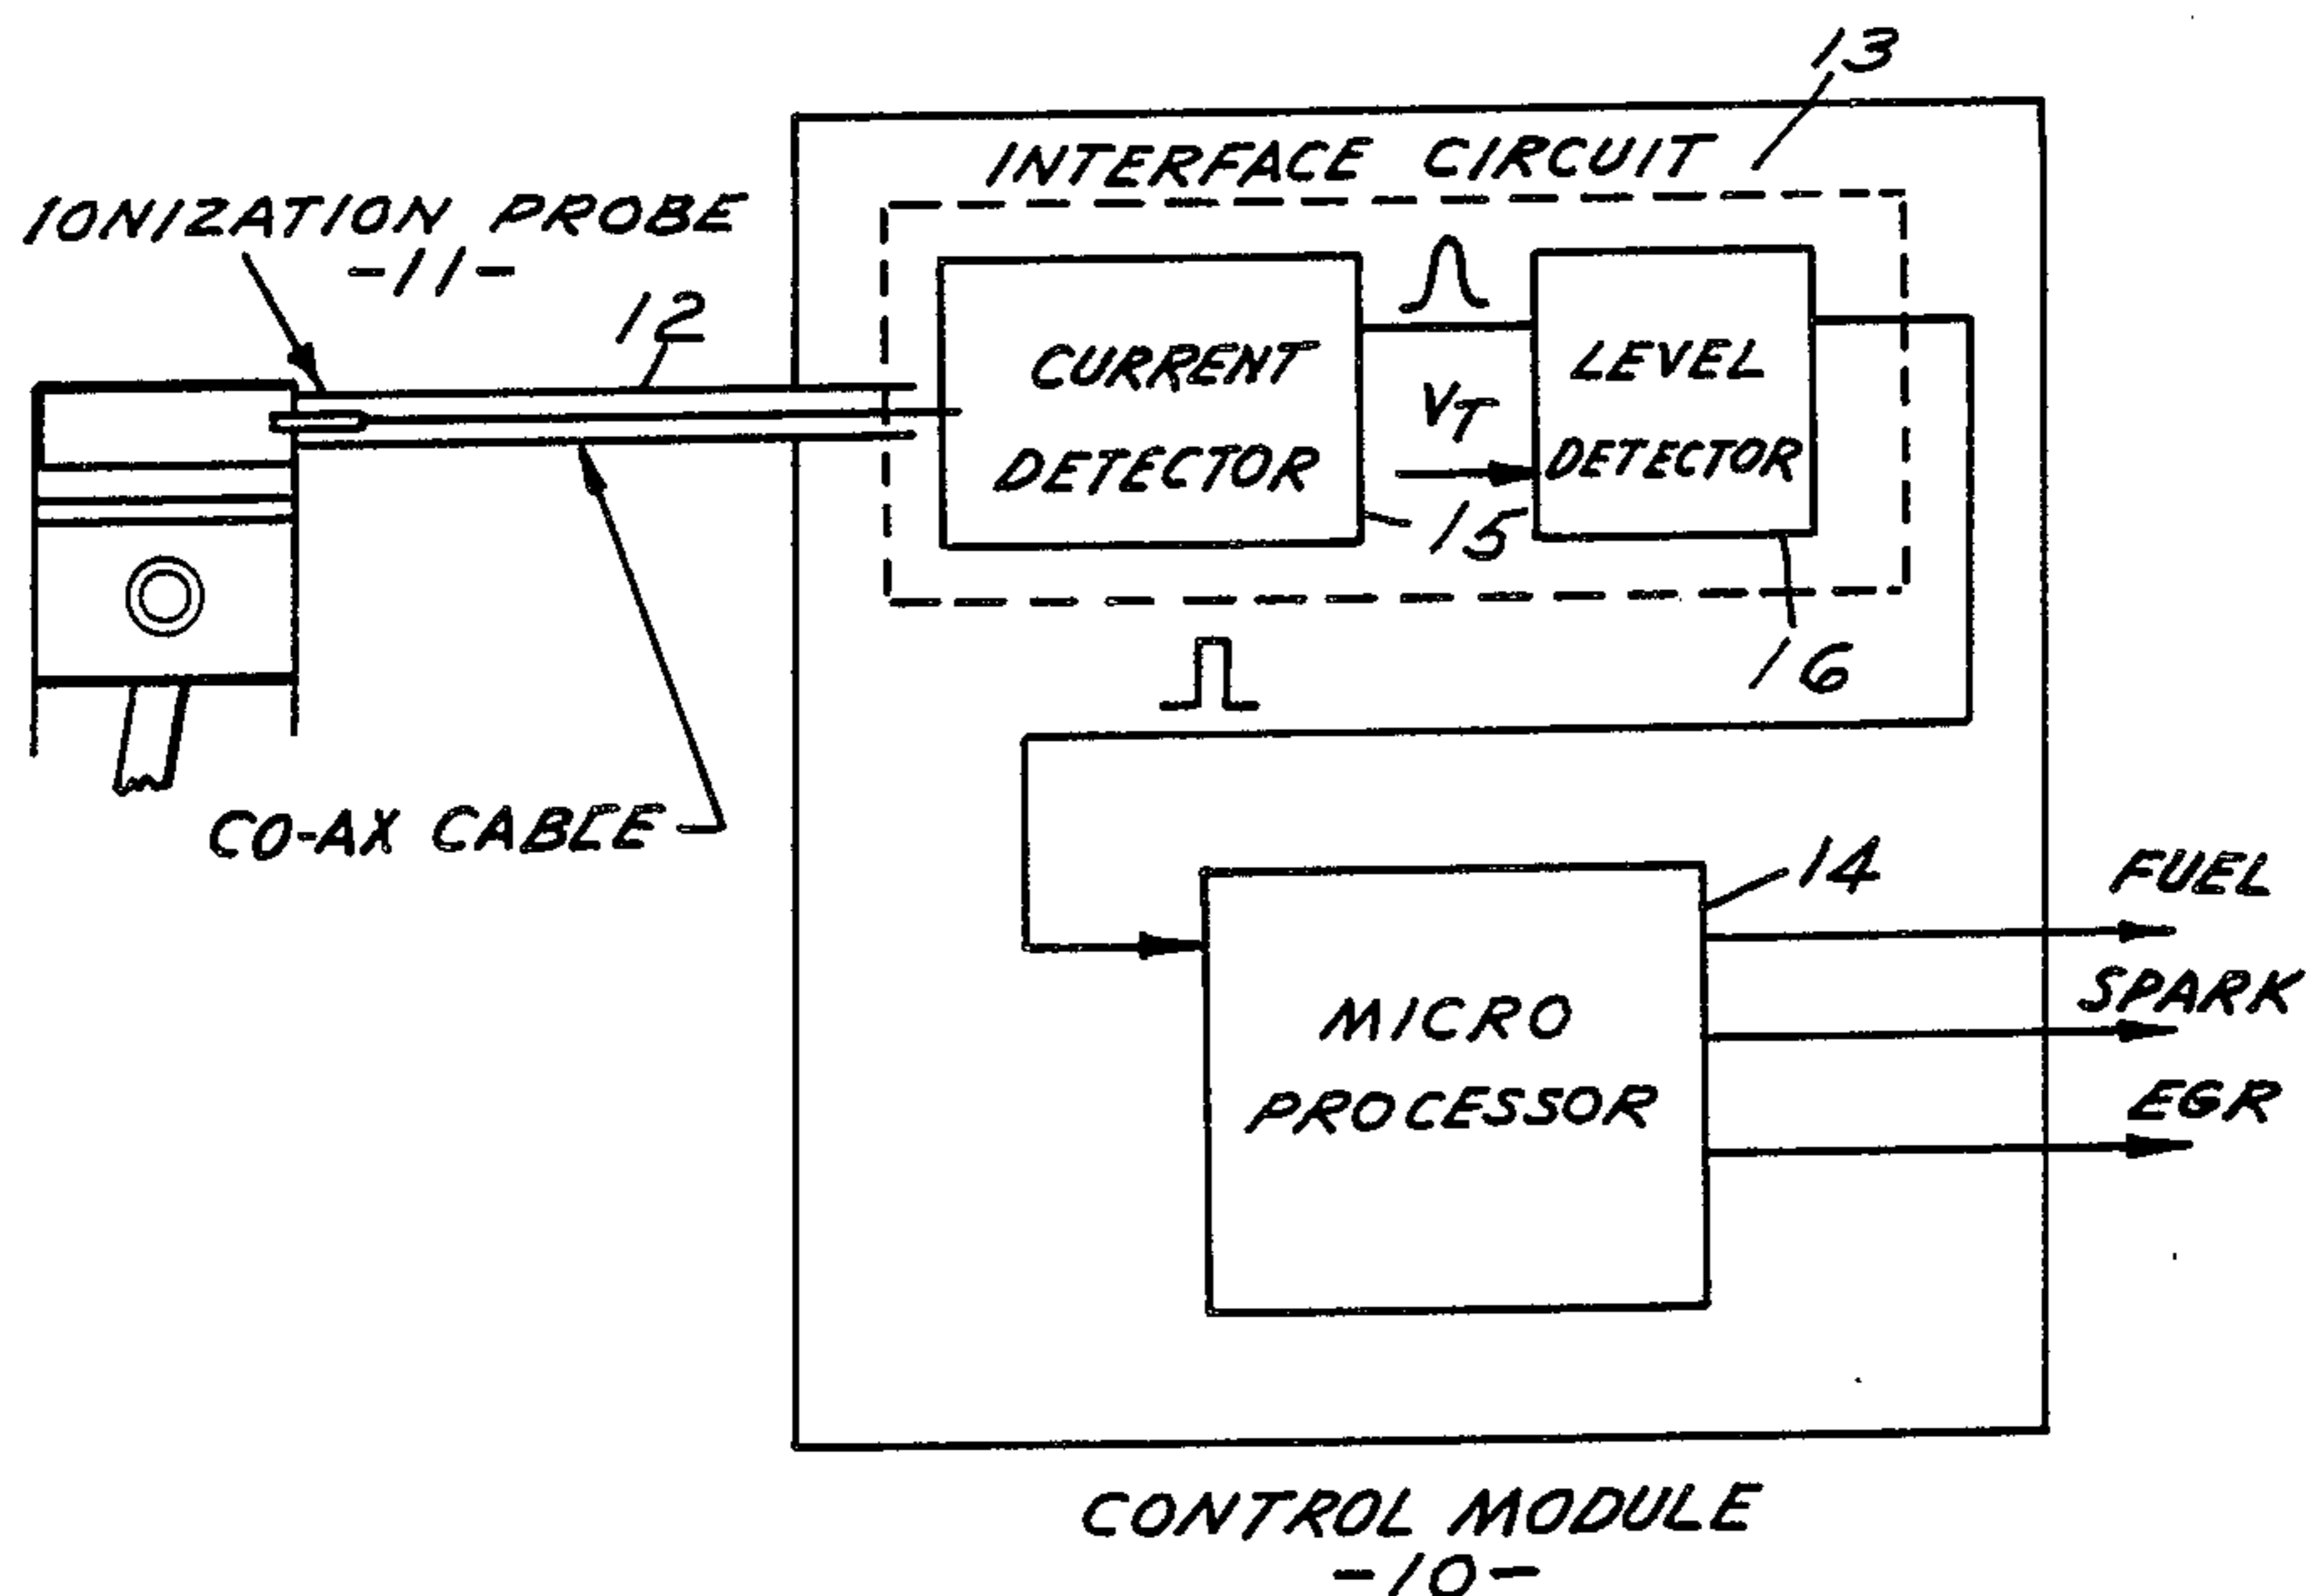 13
INTERFACE CIRCUIT
IONIZATION PROBE
-11-
12
CURRENT
DETECTOR
VT
15
LEVEL
DETECTOR
16
CO-AX CABLE
14
MICRO
PROCESSOR
FUEL
SPARK
EGR
CONTROL MODULE
-10-